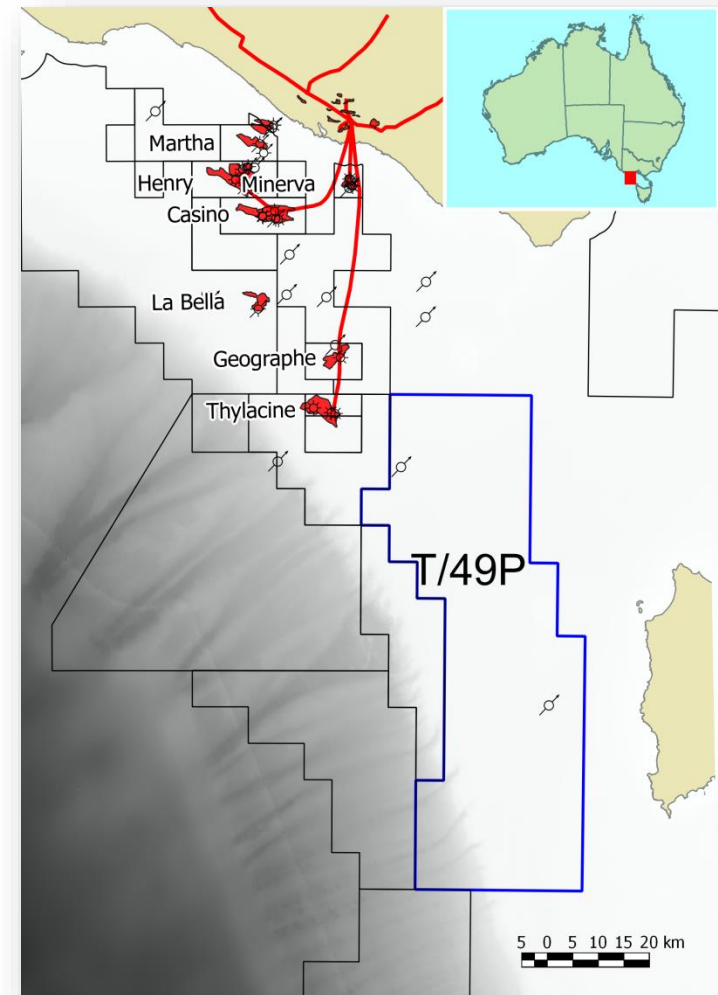 Martha
Henry
Minerva
Casino
La Bellá
Geographe
Thylacine
T/49P
5 0 5 10 15 20 km